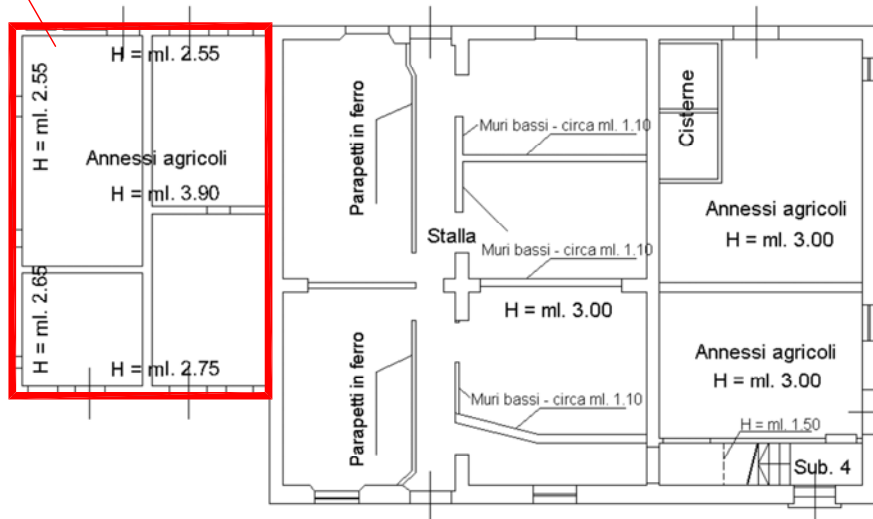 H = ml. 2.55
H = ml. 2.55
Annessi agricoli
H = ml. 3.90
H = ml. 2.65
H = ml. 2.75
Parapetti in ferro
Parapetti in ferro
Muri bassi - circa ml. 1.10
Stalla
Muri bassi - circa ml. 1.10
H = ml. 3.00
Muri bassi - circa ml. 1.10
Cisterne
Annessi agricoli
H = ml. 3.00
Annessi agricoli
H = ml. 3.00
H = ml. 1.50
Sub. 4